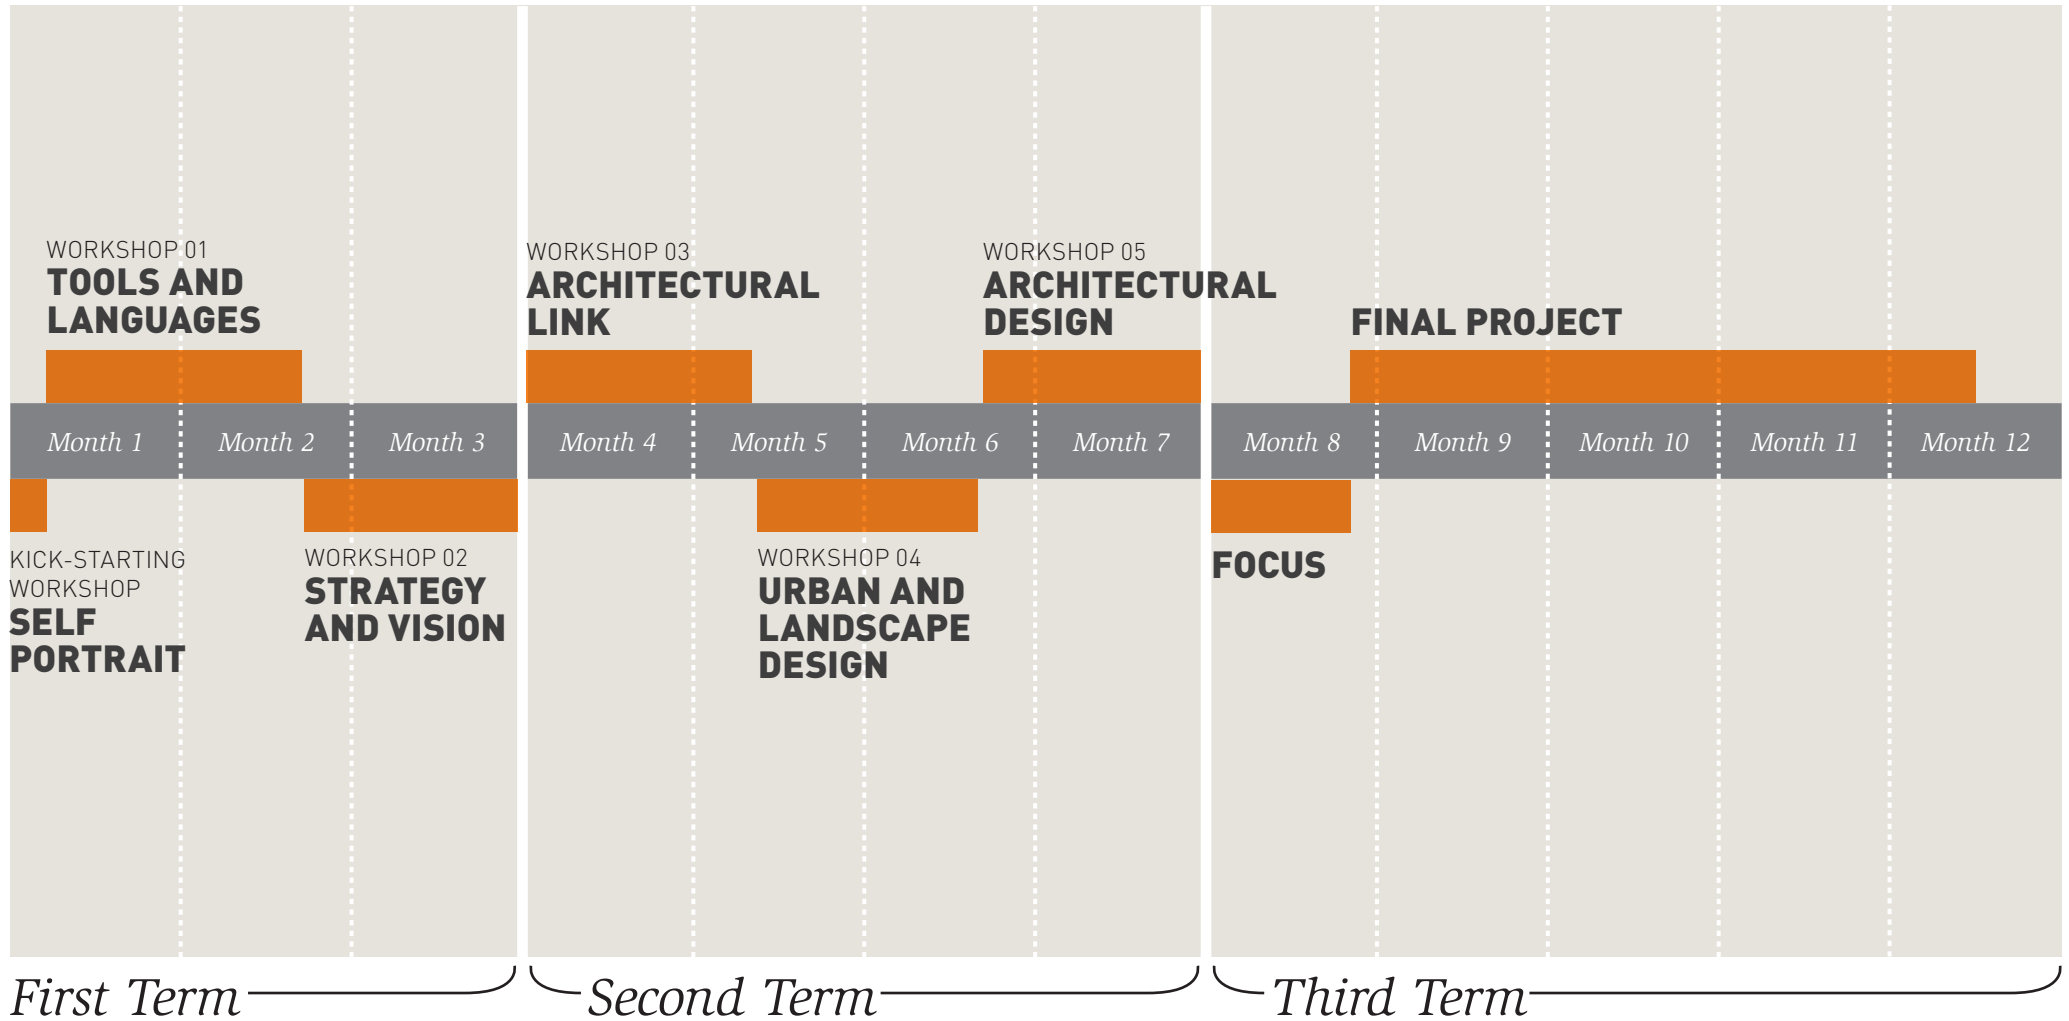 WORKSHOP 01
TOOLS AND
LANGUAGES
WORKSHOP 03
ARCHITECTURAL
LINK
WORKSHOP 05
ARCHITECTURAL
DESIGN
FINAL PROJECT
Month 1
Month 2
Month 3
Month 4
Month 5
Month 6
Month 7
Month 8
Month 9
Month 10
Month 11
Month 12
KICK-STARTING
WORKSHOP
SELF
PORTRAIT
WORKSHOP 02
STRATEGY
AND VISION
WORKSHOP 04
URBAN AND
LANDSCAPE
DESIGN
FOCUS
First Term
Second Term
Third Term